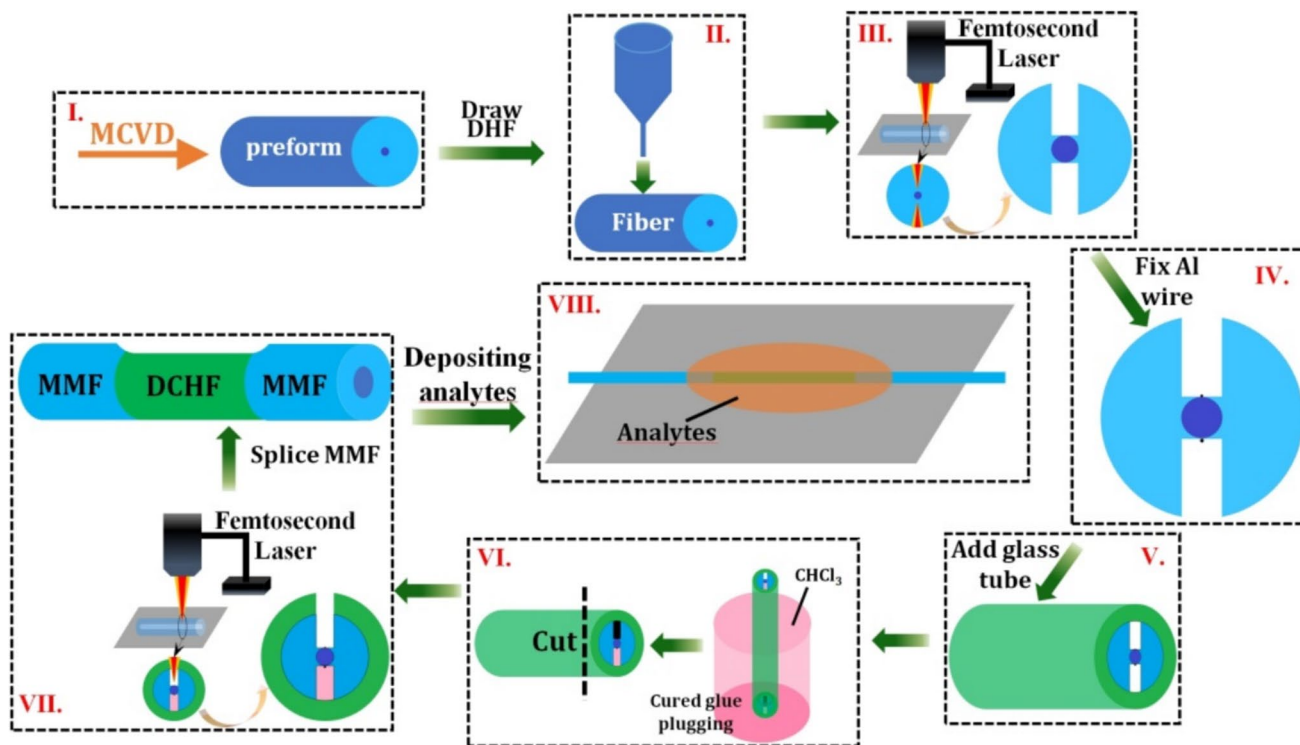 I.
MCVD
preform
Draw
DHF
II.
Fiber
III.
Femtosecond
Laser
Fix Al
wire
IV.
Add glass
tube
V.
VI.
CHCl₃
Cut
Cured glue
plugging
MMF
DCHF
MMF
Splice MMF
Femtosecond
Laser
VII.
Depositing
analytes
VIII.
Analytes